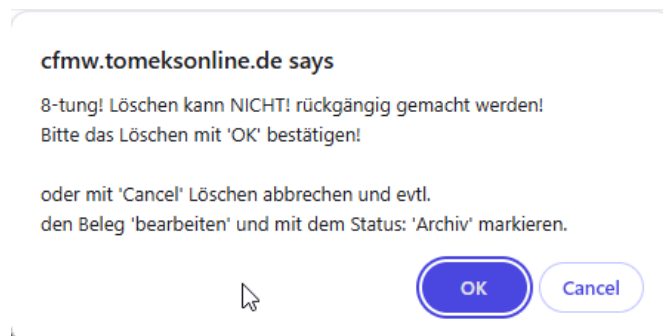 cfmw.tomeksonline.de says
8-tung! Löschen kann NICHT! rückgängig gemacht werden!
Bitte das Löschen mit 'OK' bestätigen!
oder mit 'Cancel' Löschen abbrechen und evtl.
den Beleg 'bearbeiten' und mit dem Status: 'Archiv' markieren.
OK Cancel